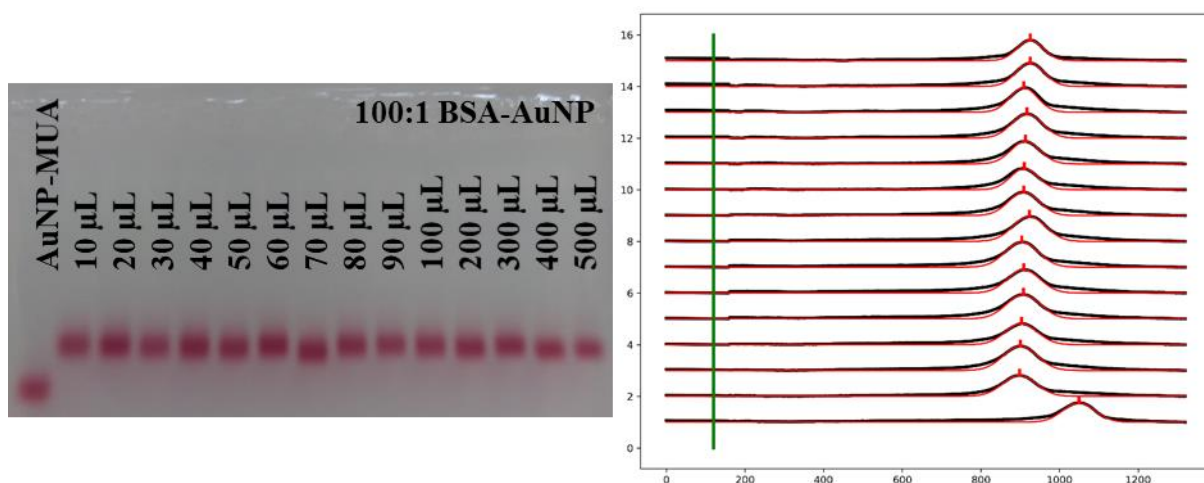 100:1 BSA-AuNP
AuNP-MUA
10 µL
20 µL
30 µL
40 µL
50 µL
60 µL
70 µL
80 µL
90 µL
100 µL
200 µL
300 µL
400 µL
500 µL
16
14
12
10
8
6
4
2
0
0
200
400
600
800
1000
1200